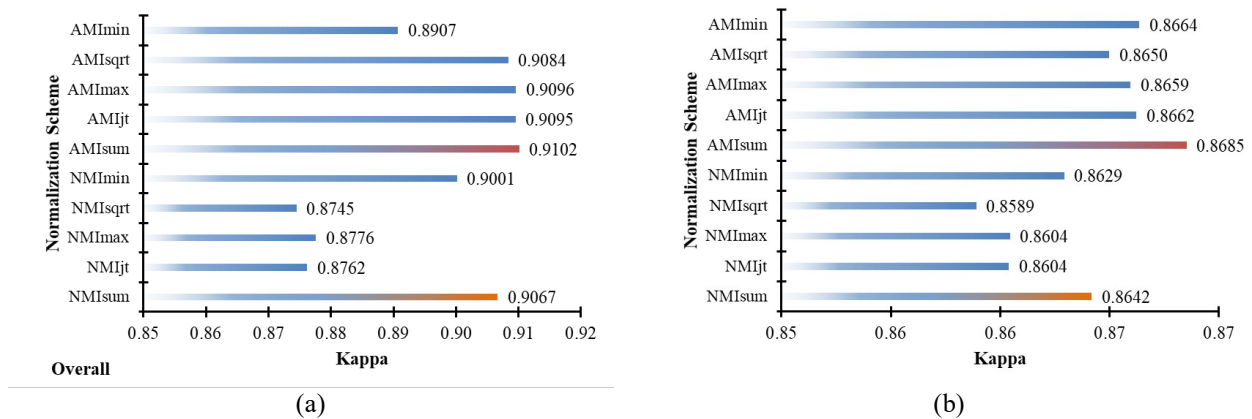 Normalization Scheme
AMImin 0.8907
AMIsqrt 0.9084
AMImax 0.9096
AMIjt 0.9095
AMIsum 0.9102
NMImin 0.9001
NMIsqrt 0.8745
NMImax 0.8776
NMIjt 0.8762
NMIsum 0.9067
0.85 0.86 0.87 0.88 0.89 0.90 0.91 0.92
Kappa
Overall
(a)
Normalization Scheme
AMImin 0.8664
AMIsqrt 0.8650
AMImax 0.8659
AMIjt 0.8662
AMIsum 0.8685
NMImin 0.8629
NMIsqrt 0.8589
NMImax 0.8604
NMIjt 0.8604
NMIsum 0.8642
0.85 0.86 0.86 0.87 0.87
Kappa
(b)